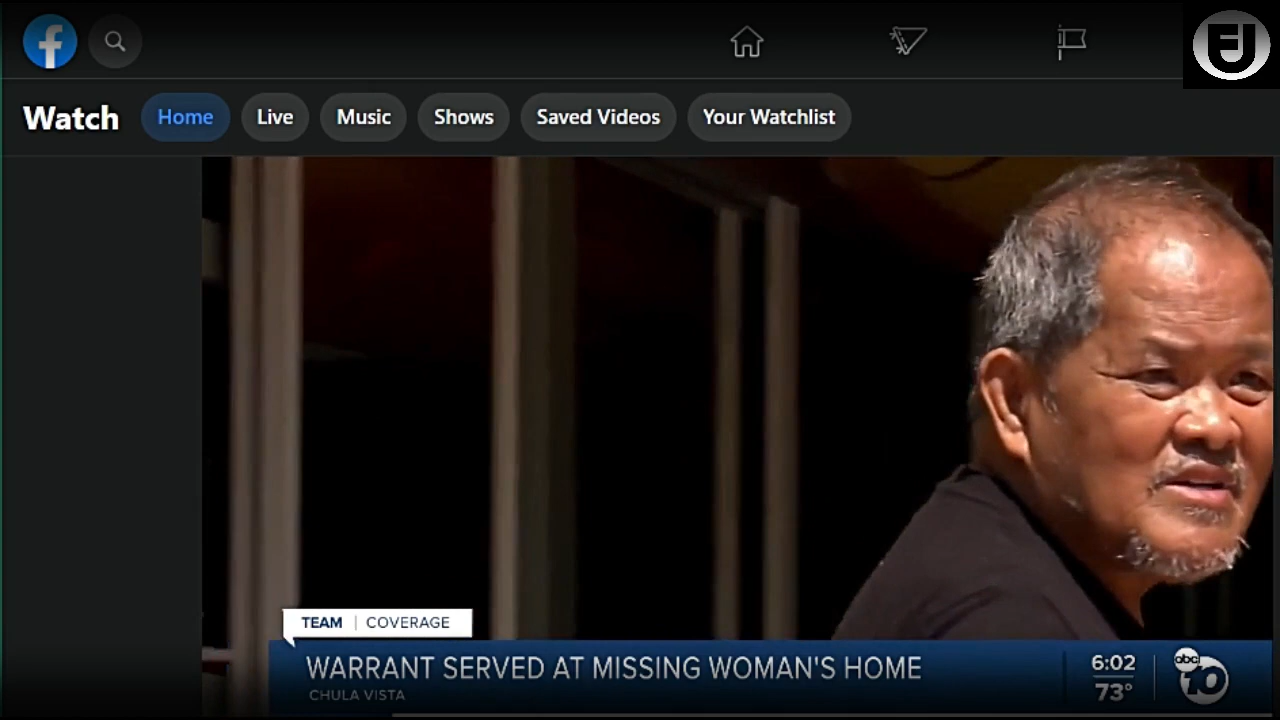 f
EJ
Watch Home Live Music Shows Saved Videos Your Watchlist
TEAM | COVERAGE
WARRANT SERVED AT MISSING WOMAN'S HOME
CHULA VISTA
6:02
73°
abc
10